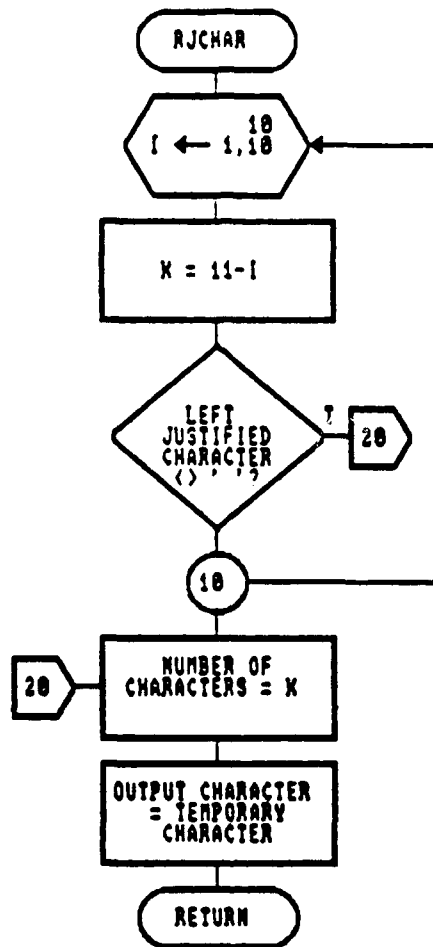 RJCHAR
10
I ← 1,10
K = 11-I
LEFT
JUSTIFIED
CHARACTER
<> ' '?
T
20
10
20
NUMBER OF
CHARACTERS = K
OUTPUT CHARACTER
= TEMPORARY
CHARACTER
RETURN